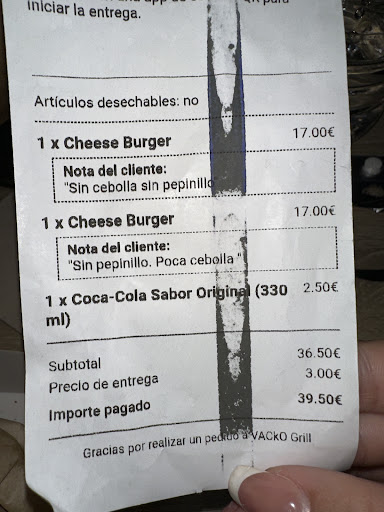 iniciar la entrega.
Artículos desechables: no
1 x Cheese Burger 17.00€
Nota del cliente:
"Sin cebolla sin pepinillo
1 x Cheese Burger 17.00€
Nota del cliente:
"Sin pepinillo. Poca cebolla "
1 x Coca-Cola Sabor Original (330 2.50€
ml)
Subtotal 36.50€
Precio de entrega 3.00€
Importe pagado 39.50€
Gracias por realizar un pedido a VACkO Grill